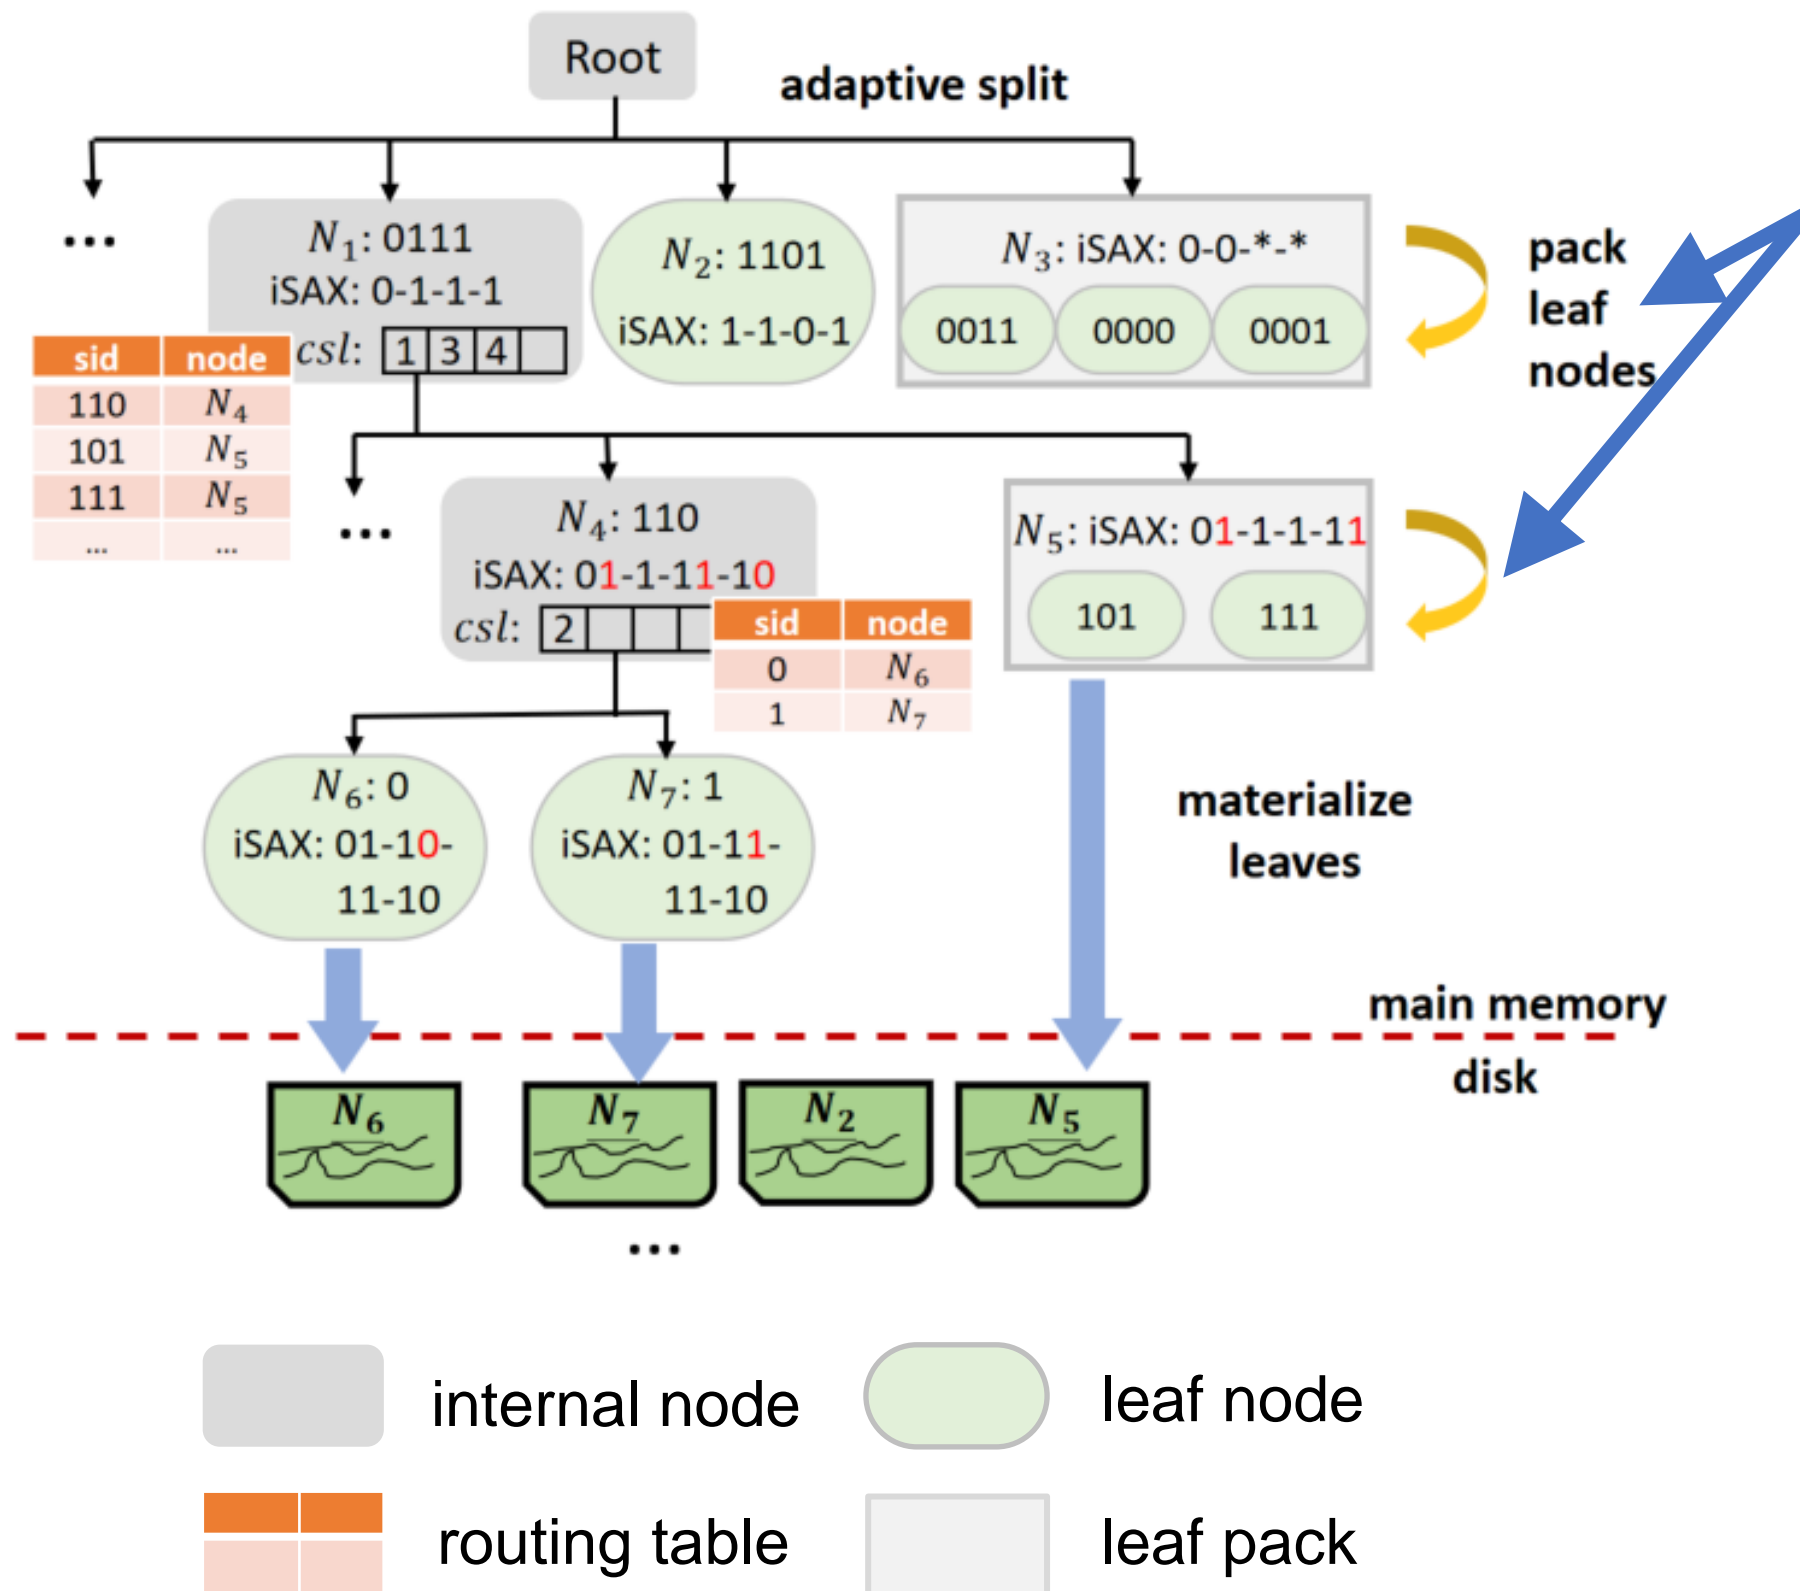 Root
adaptive split
...
N₁: 0111
iSAX: 0-1-1-1
csl: 1 3 4
N₂: 1101
iSAX: 1-1-0-1
N₃: iSAX: 0-0-*-*
0011 0000 0001
pack
leaf
nodes
sid node
110 N₄
101 N₅
111 N₅
... ...
...
N₄: 110
iSAX: 01-1-11-10
csl: 2
sid node
0 N₆
1 N₇
N₅: iSAX: 01-1-1-11
101 111
N₆: 0
iSAX: 01-10-
11-10
N₇: 1
iSAX: 01-11-
11-10
materialize
leaves
main memory
disk
N₆ N₇ N₂ N₅
...
internal node
leaf node
routing table
leaf pack